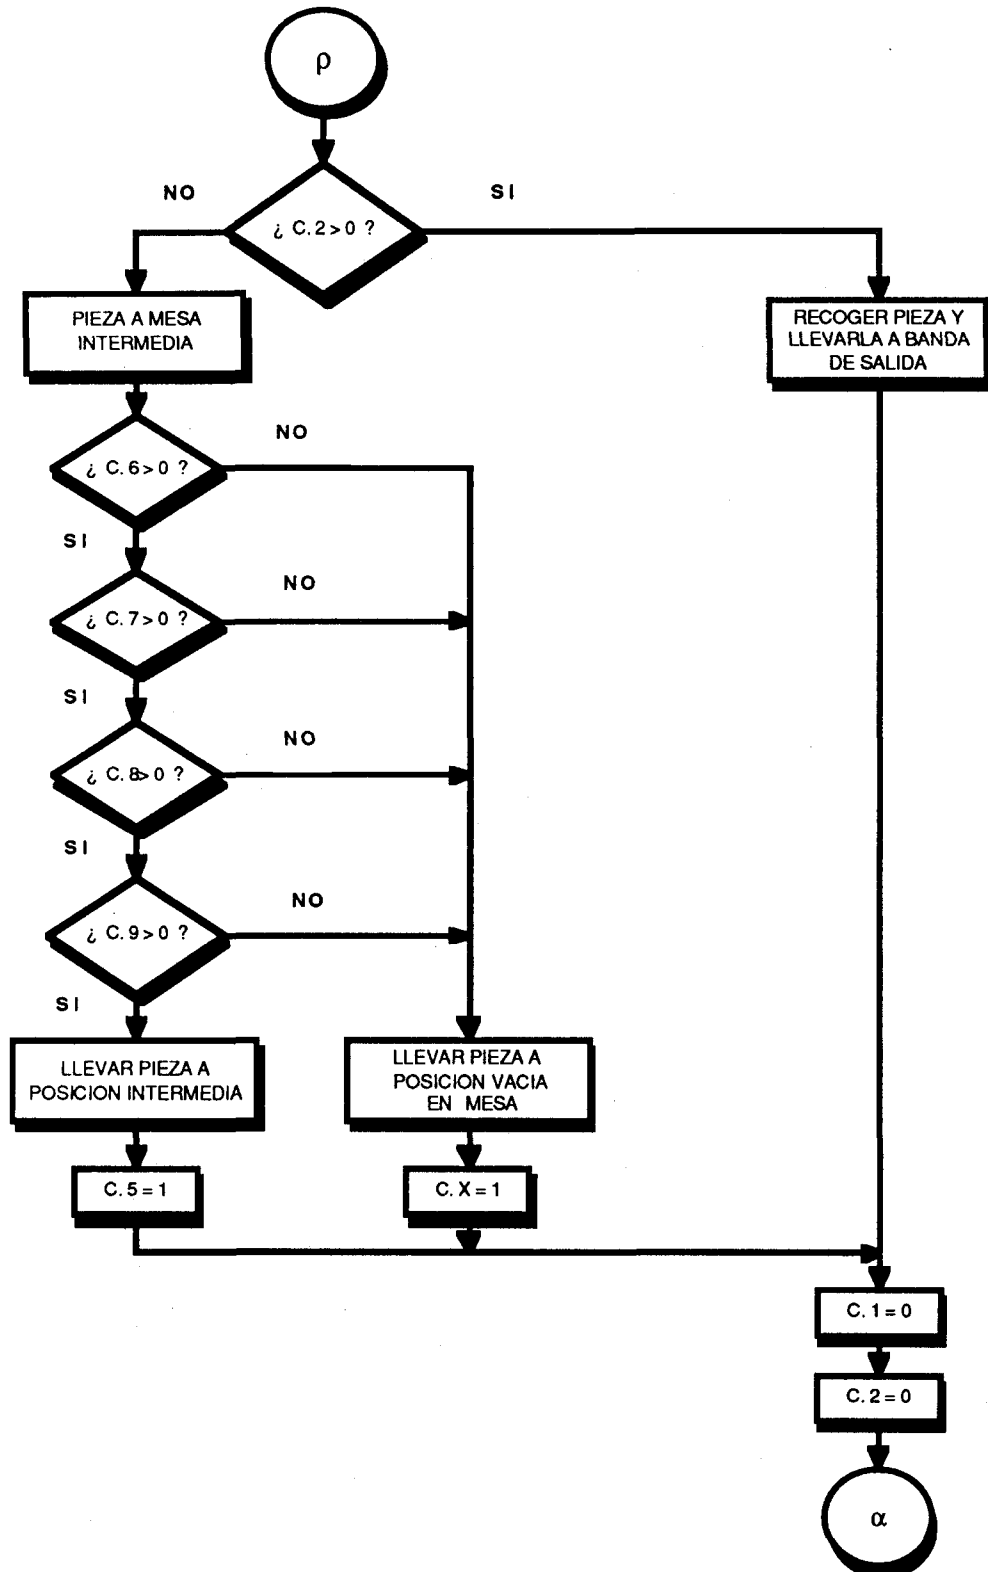 ρ
NO
SI
¿ C.2>0 ?
PIEZA A MESA
INTERMEDIA
RECOGER PIEZA Y
LLEVARLA A BANDA
DE SALIDA
NO
¿ C.6>0 ?
SI
NO
¿ C.7>0 ?
SI
NO
¿ C.8>0 ?
SI
NO
¿ C.9>0 ?
SI
LLEVAR PIEZA A
POSICION INTERMEDIA
LLEVAR PIEZA A
POSICION VACIA
EN MESA
C.5=1
C.X=1
C.1=0
C.2=0
α